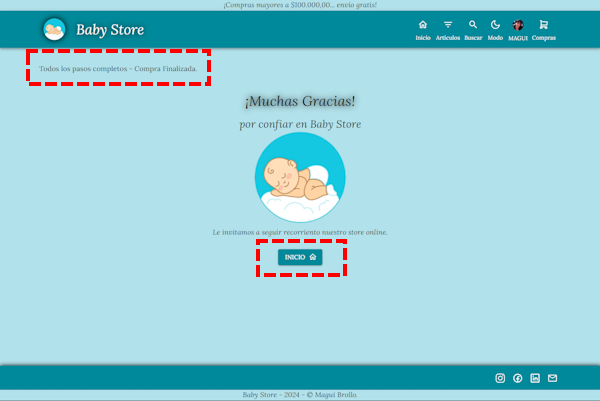 ¡Compras mayores a $100.000,00... envío gratis!
Baby Store
Inicio Artículos Buscar Modo MAGUI Compras
Todos los pasos completos - Compra finalizada.
¡Muchas Gracias!
por confiar en Baby Store
Le invitamos a seguir recorriento nuestro store online.
INICIO
Baby Store - 2024 - © Magui Brollo